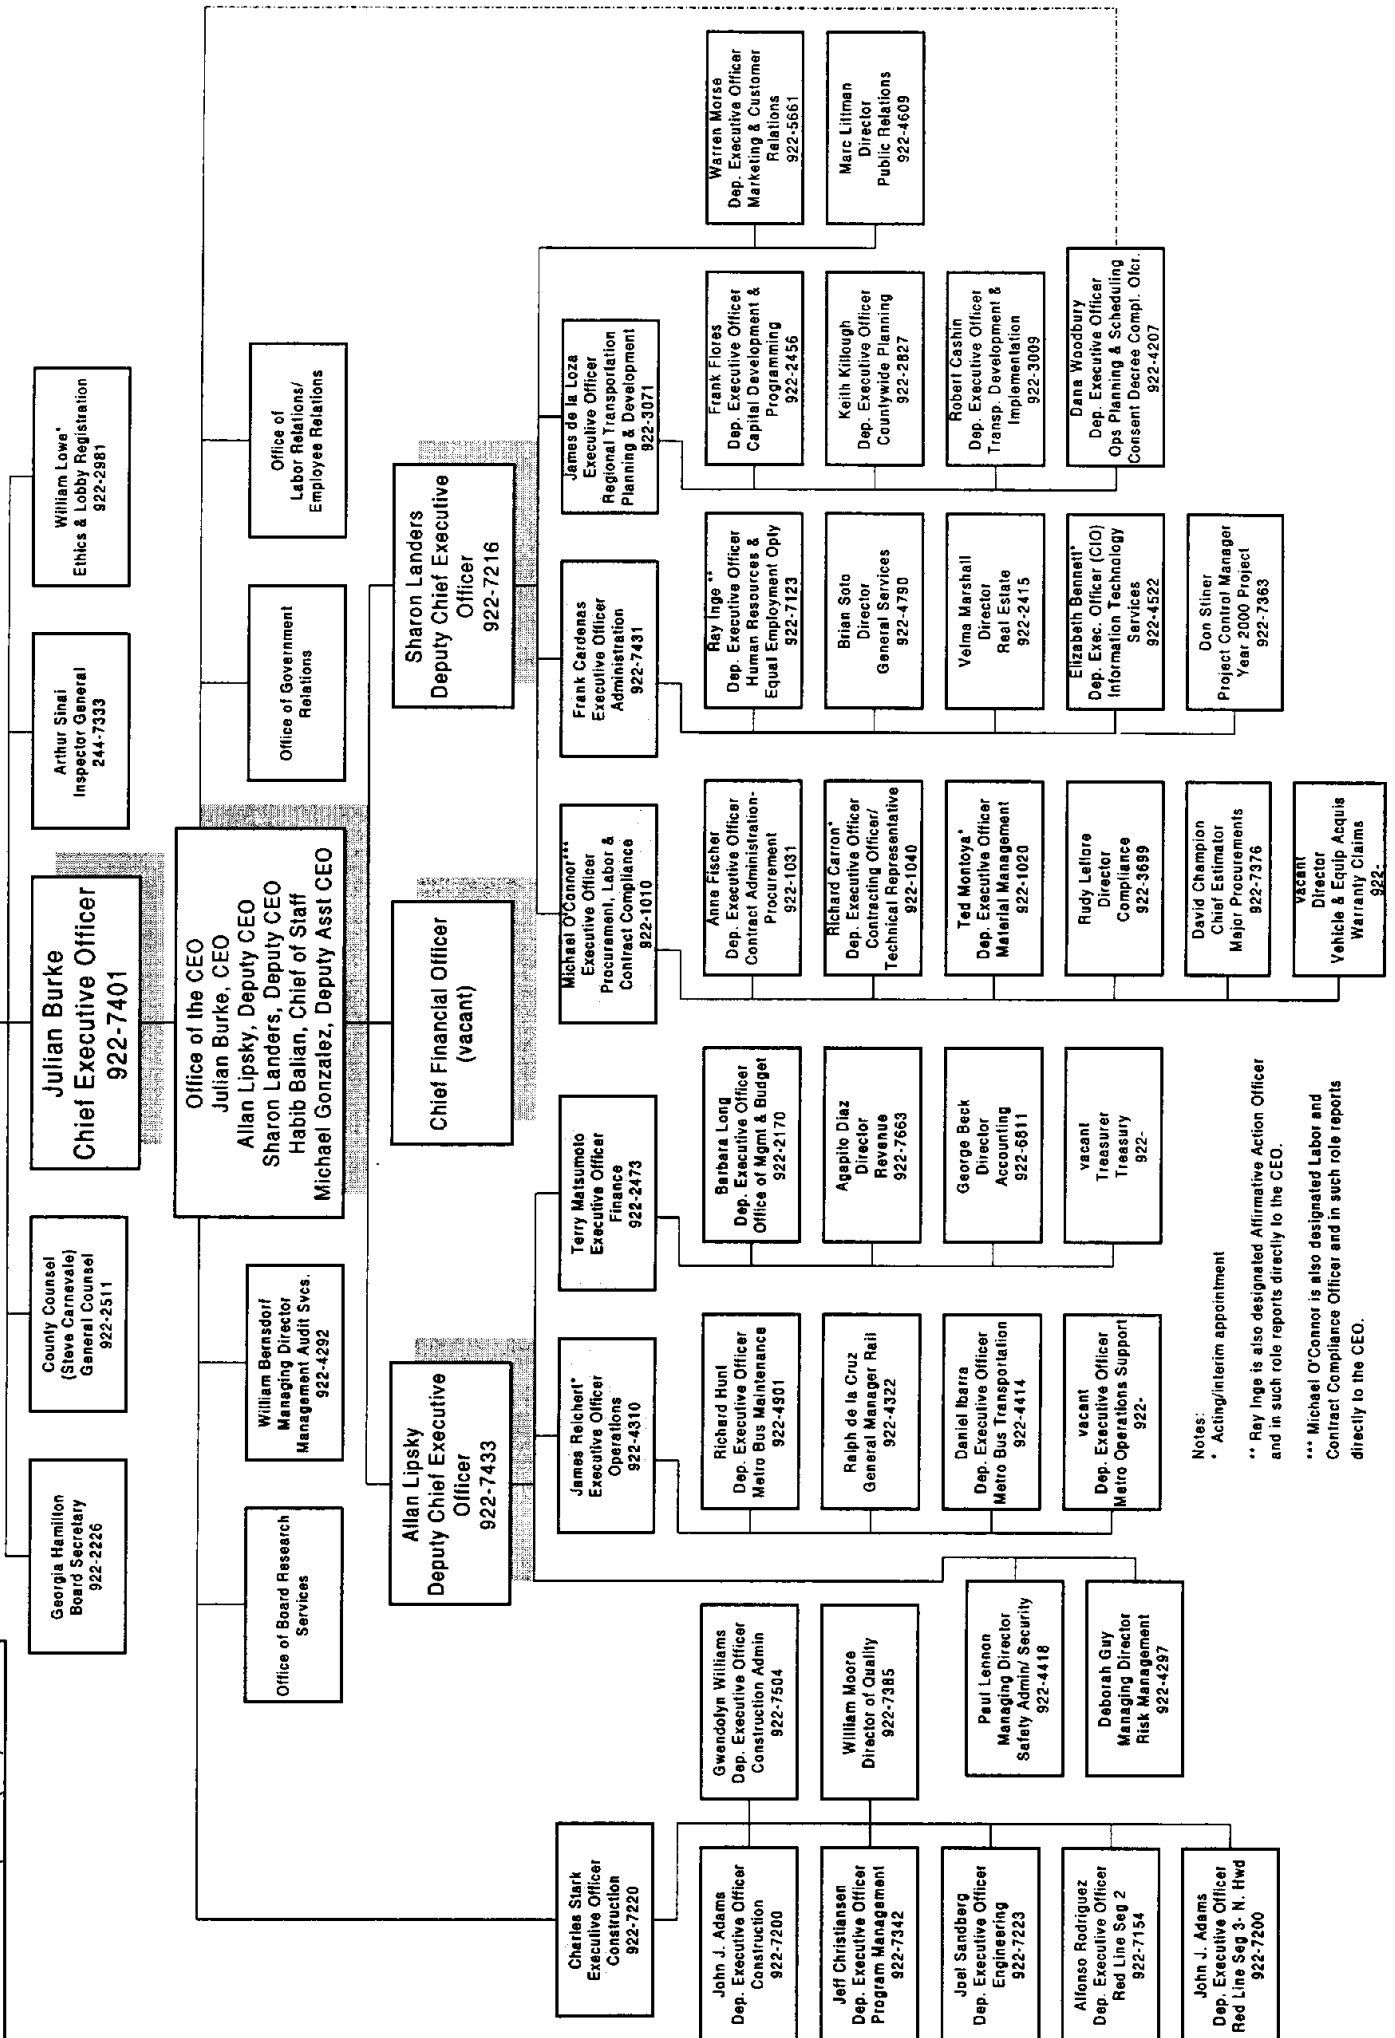 Julian Burke
Chief Executive Officer
922-7401
Georgia Hamilton
Board Secretary
922-2226
County Counsel
(Steve Carnevale)
General Counsel
922-2511
Arthur Sinai
Inspector General
244-7333
William Lowe*
Ethics & Lobby Registration
922-2981
Office of the CEO
Julian Burke, CEO
Allan Lipsky, Deputy CEO
Sharon Landers, Deputy CEO
Habib Balian, Chief of Staff
Michael Gonzalez, Deputy Asst CEO
Office of Board Research
Services
William Bernsdorf
Managing Director
Management Audit Svcs.
922-4292
Office of Government
Relations
Office of
Labor Relations/
Employee Relations
Allan Lipsky
Deputy Chief Executive
Officer
922-7433
Chief Financial Officer
(vacant)
Sharon Landers
Deputy Chief Executive
Officer
922-7216
Charles Stark
Executive Officer
Construction
922-7220
James Reichert*
Executive Officer
Operations
922-4310
Terry Matsumoto
Executive Officer
Finance
922-2473
Michael O'Connor***
Executive Officer
Procurement, Labor &
Contract Compliance
922-1010
Frank Cardenas
Executive Officer
Administration
922-7431
James de la Loza
Executive Officer
Regional Transportation
Planning & Development
922-3071
John J. Adams
Dep. Executive Officer
Construction
922-7200
Jeff Christiansen
Dep. Executive Officer
Program Management
922-7342
Joel Sandberg
Dep. Executive Officer
Engineering
922-7223
Alfonso Rodriguez
Dep. Executive Officer
Red Line Seg 2
922-7154
John J. Adams
Dep. Executive Officer
Red Line Seg 3- N. Hwd
922-7200
Gwendolyn Williams
Dep. Executive Officer
Construction Admin
922-7504
William Moore
Director of Quality
922-7385
Paul Lennon
Managing Director
Safety Admin/ Security
922-4418
Deborah Guy
Managing Director
Risk Management
922-4297
Richard Hunt
Dep. Executive Officer
Metro Bus Maintenance
922-4901
Ralph de la Cruz
General Manager Rail
922-4322
Daniel Ibarra
Dep. Executive Officer
Metro Bus Transportation
922-4414
vacant
Dep. Executive Officer
Metro Operations Support
922-
Barbara Long
Dep. Executive Officer
Office of Mgmt & Budget
922-2170
Agapito Diaz
Director
Revenue
922-7663
George Beck
Director
Accounting
922-6811
vacant
Treasurer
Treasury
922-
Anne Fischer
Dep. Executive Officer
Contract Administration-
Procurement
922-1031
Richard Carron*
Dep. Executive Officer
Contracting Officer/
Technical Representative
922-1040
Ted Montoya*
Dep. Executive Officer
Material Management
922-1020
Rudy Leflore
Director
Compliance
922-3699
David Champion
Chief Estimator
Major Procurements
922-7376
vacant
Director
Vehicle & Equip Acquis
Warranty Claims
922-
Ray Inge**
Dep. Executive Officer
Human Resources &
Equal Employment Opty
922-7123
Brian Soto
Director
General Services
922-4790
Velma Marshall
Director
Real Estate
922-2415
Elizabeth Bennett*
Dep. Exec. Officer (CIO)
Information Technology
Services
922-4522
Don Stiner
Project Control Manager
Year 2000 Project
922-7363
Frank Flores
Dep. Executive Officer
Capital Development &
Programming
922-2456
Keith Killough
Dep. Executive Officer
Countywide Planning
922-2827
Robert Cashin
Dep. Executive Officer
Transp. Development &
Implementation
922-3009
Dana Woodbury
Dep. Executive Officer
Ops Planning & Scheduling
Consent Decree Compl. Ofcr.
922-4207
Warren Morse
Dep. Executive Officer
Marketing & Customer
Relations
922-5661
Marc Littman
Director
Public Relations
922-4609
Notes:
* Acting/interim appointment
** Ray Inge is also designated Affirmative Action Officer
and in such role reports directly to the CEO.
*** Michael O'Connor is also designated Labor and
Contract Compliance Officer and in such role reports
directly to the CEO.